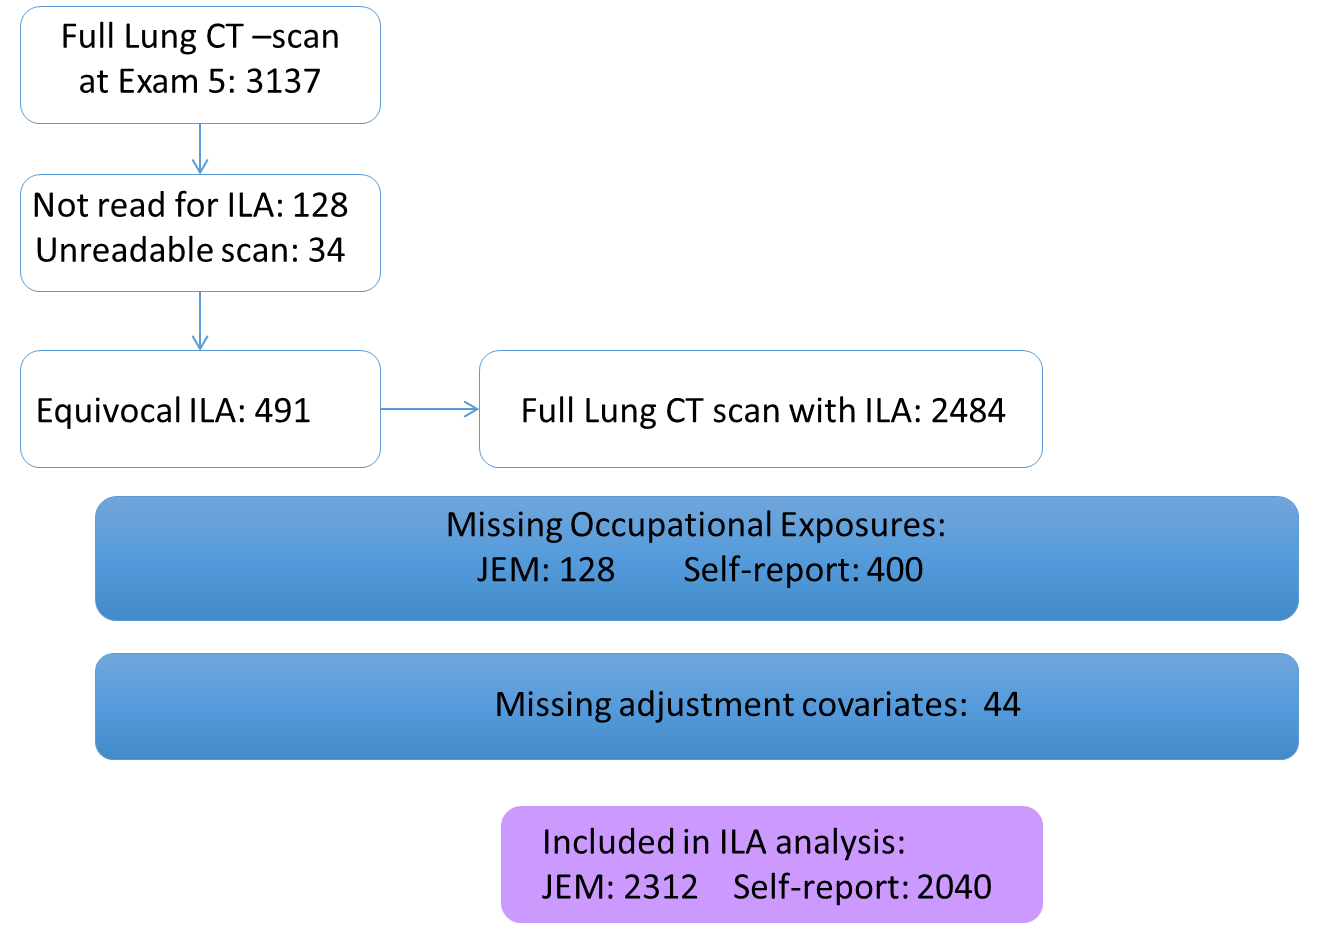 Full Lung CT –scan
at Exam 5: 3137
Not read for ILA: 128
Unreadable scan: 34
Equivocal ILA: 491
Full Lung CT scan with ILA: 2484
Missing Occupational Exposures:
JEM: 128 Self-report: 400
Missing adjustment covariates: 44
Included in ILA analysis:
JEM: 2312 Self-report: 2040